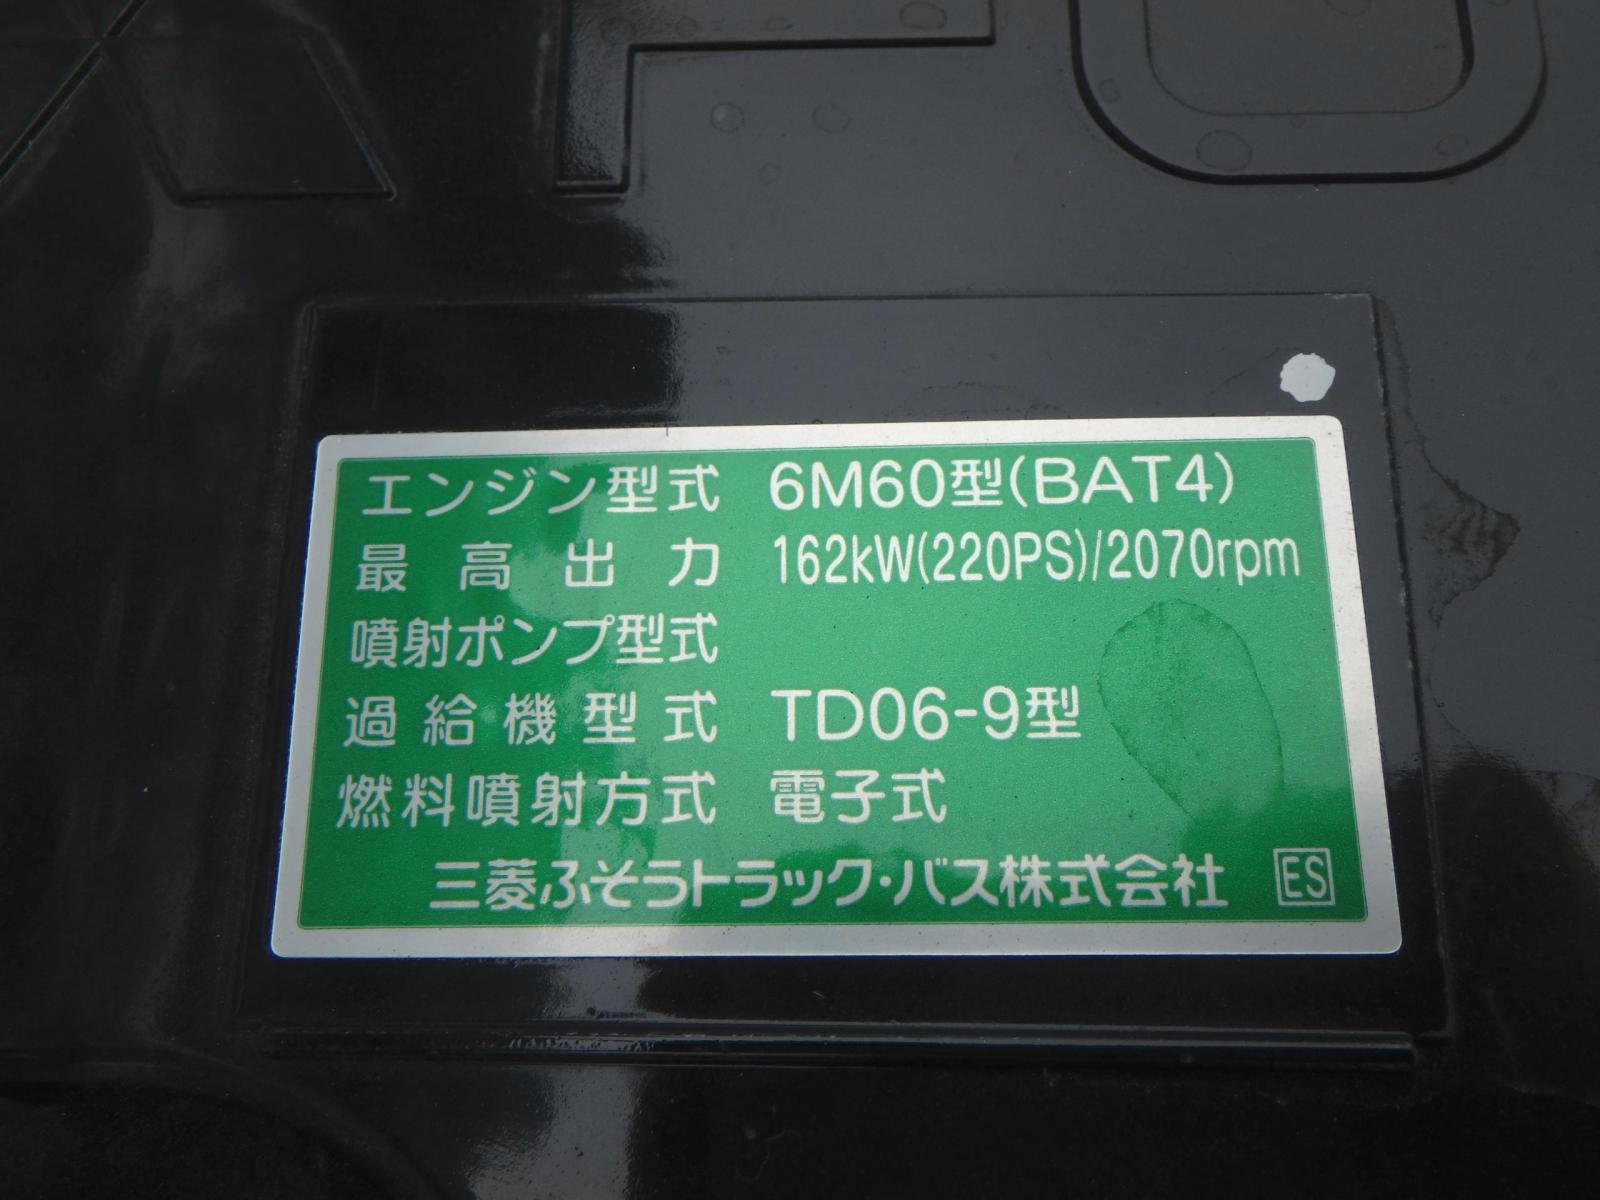 エンジン型式 6M60型(BAT4)
最高出力 162kW(220PS)/2070rpm
噴射ポンプ型式
過給機型式 TD06-9型
燃料噴射方式 電子式
三菱ふそうトラック・バス株式会社 ES